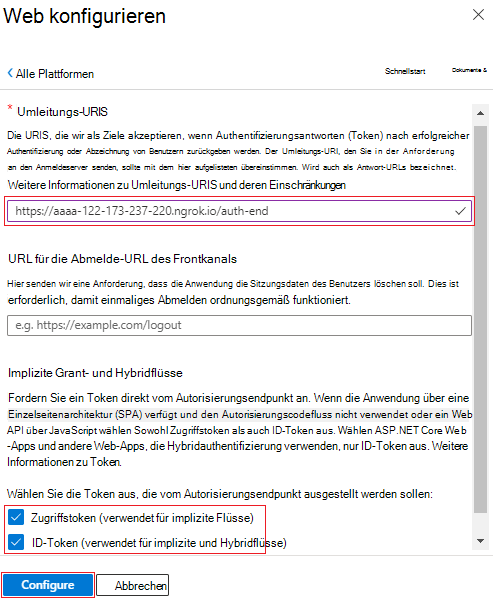 Web konfigurieren
Alle Plattformen
Schnellstart
Dokumente &
* Umleitungs-URIS
Die URIS, die wir als Ziele akzeptieren, wenn Authentifizierungsantworten (Token) nach erfolgreicher
Authentifizierung oder Abzeichnung von Benutzern zurückgeben werden. Der Umleitungs-URI, den Sie in der Anforderung
an den Anmeldeserver senden, sollte mit dem hier aufgelisteten übereinstimmen. Wird auch als Antwort-URLs bezeichnet.
Weitere Informationen zu Umleitungs-URIS und deren Einschränkungen
https://aaaa-122-173-237-220.ngrok.io/auth-end
URL für die Abmelde-URL des Frontkanals
Hier senden wir eine Anforderung, dass die Anwendung die Sitzungsdaten des Benutzers löschen soll. Dies ist
erforderlich, damit einmaliges Abmelden ordnungsgemäß funktioniert.
e.g. https://example.com/logout
Implizite Grant- und Hybridflüsse
Fordern Sie ein Token direkt vom Autorisierungsendpunkt an. Wenn die Anwendung über eine
Einzelseitenarchitektur (SPA) verfügt und den Autorisierungscodefluss nicht verwendet oder ein Web
API über JavaScript wählen Sowohl Zugriffstoken als auch ID-Token aus. Wählen ASP.NET Core Web
-Apps und andere Web-Apps, die Hybridauthentifizierung verwenden, nur ID-Token aus. Weitere
Informationen zu Token.
Wählen Sie die Token aus, die vom Autorisierungsendpunkt ausgestellt werden sollen:
Zugriffstoken (verwendet für implizite Flüsse)
ID-Token (verwendet für implizite und Hybridflüsse)
Configure
Abbrechen